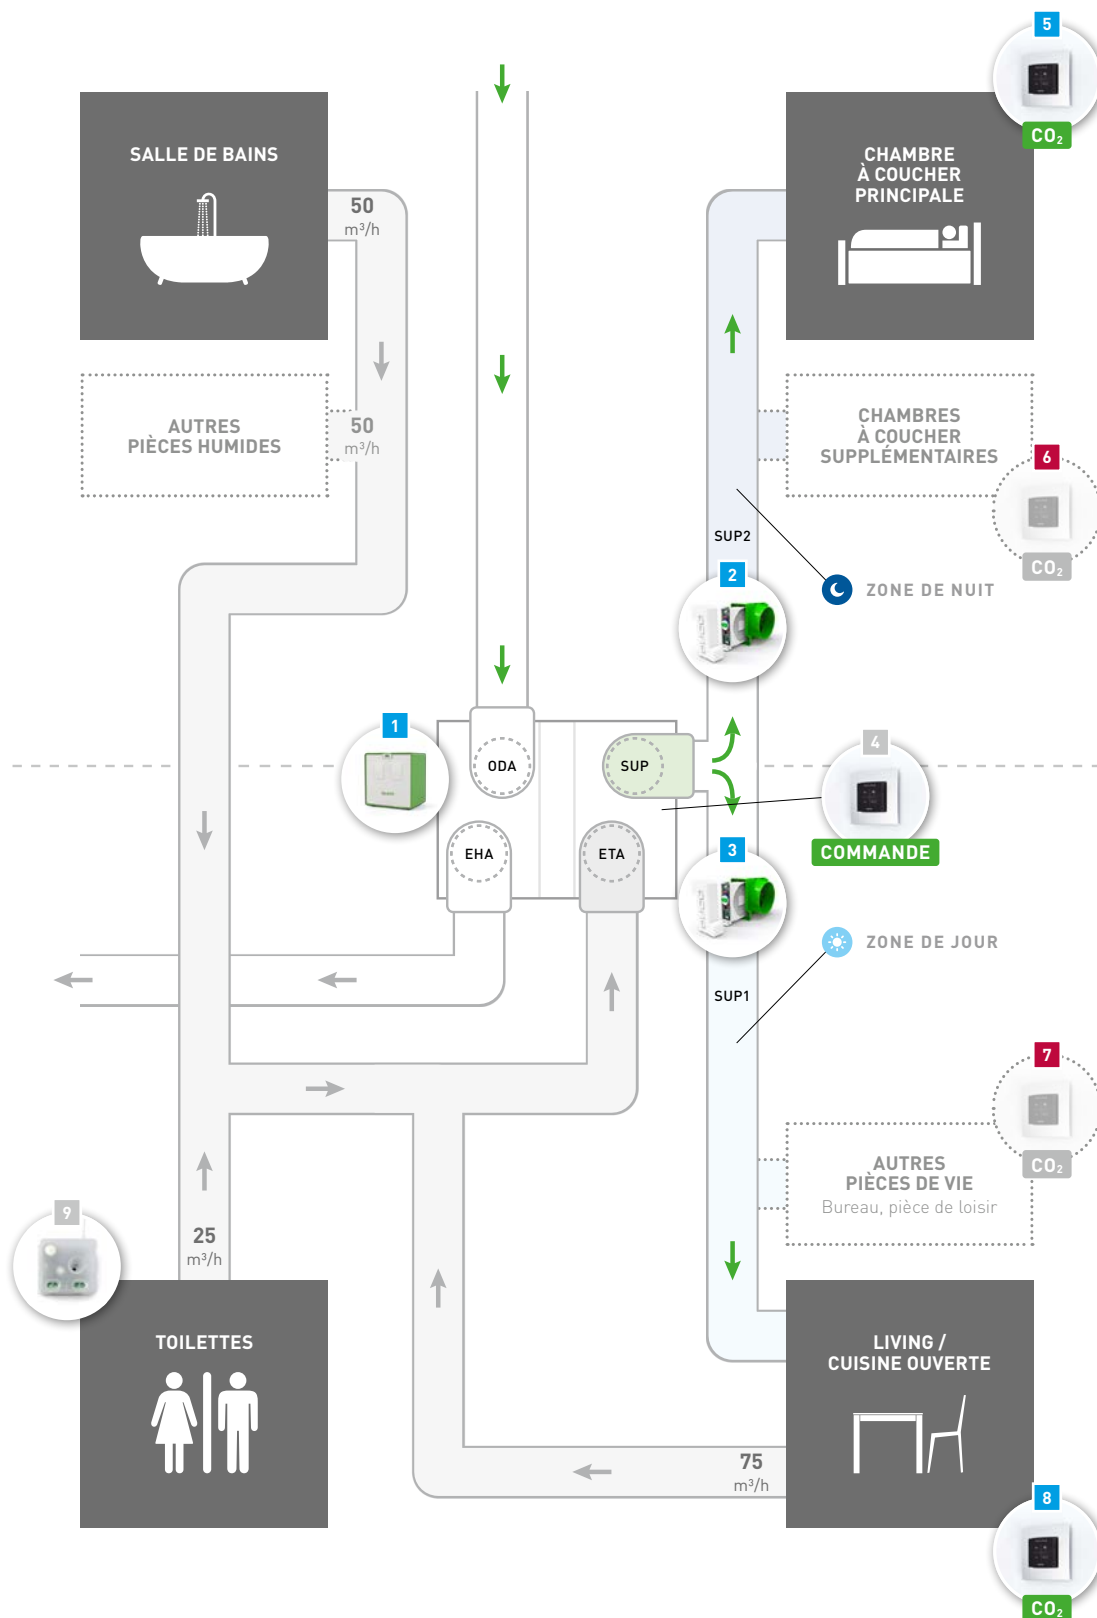 5
CO₂
SALLE DE BAINS
50
m³/h
CHAMBRE
À COUCHER
PRINCIPALE
AUTRES
PIÈCES HUMIDES
50
m³/h
CHAMBRES
À COUCHER
SUPPLÉMENTAIRES
6
CO₂
SUP2
2
ZONE DE NUIT
1
ODA
SUP
4
COMMANDE
EHA
ETA
3
ZONE DE JOUR
SUP1
7
CO₂
AUTRES
PIÈCES DE VIE
Bureau, pièce de loisir
9
25
m³/h
TOILETTES
LIVING /
CUISINE OUVERTE
75
m³/h
8
CO₂